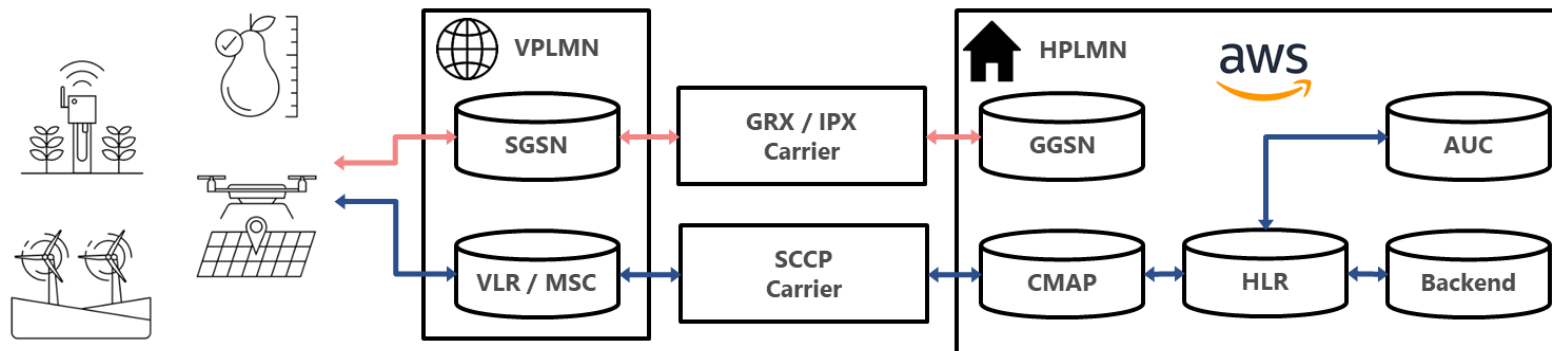 VPLMN
HPLMN
aws
SGSN
GRX / IPX
Carrier
GGSN
AUC
VLR / MSC
SCCP
Carrier
CMAP
HLR
Backend